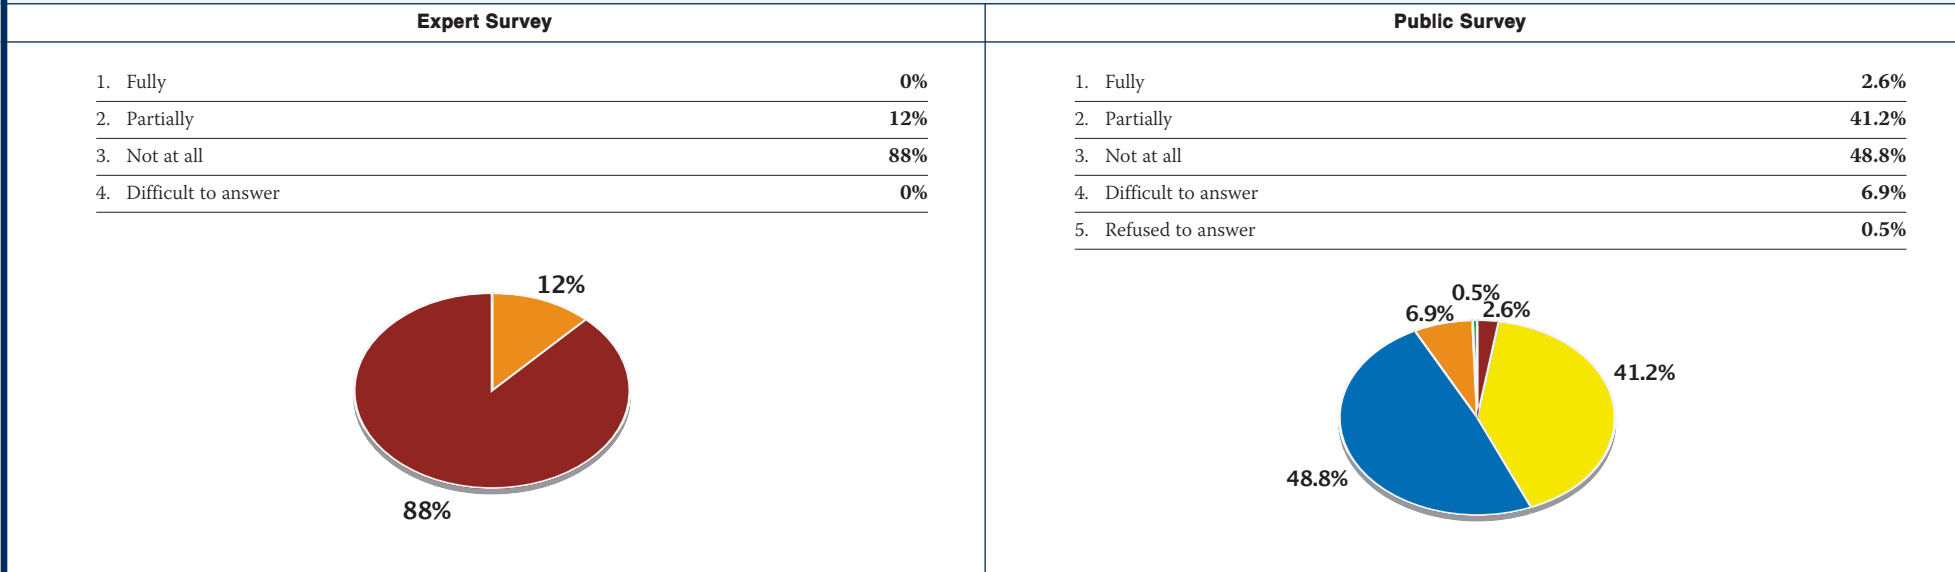 Expert Survey
1. Fully 0%
2. Partially 12%
3. Not at all 88%
4. Difficult to answer 0%
12%
88%
Public Survey
1. Fully 2.6%
2. Partially 41.2%
3. Not at all 48.8%
4. Difficult to answer 6.9%
5. Refused to answer 0.5%
0.5%
6.9% 2.6%
41.2%
48.8%